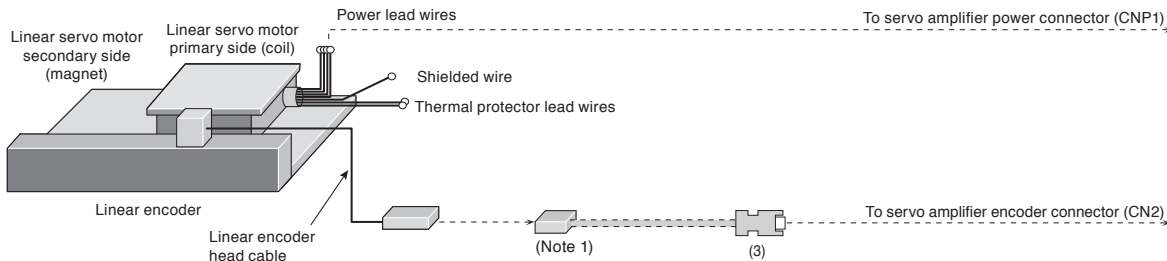 Power lead wires
To servo amplifier power connector (CNP1)
Linear servo motor
secondary side
(magnet)
Linear servo motor
primary side (coil)
Shielded wire
Thermal protector lead wires
Linear encoder
Linear encoder
head cable
(Note 1)
(3)
To servo amplifier encoder connector (CN2)